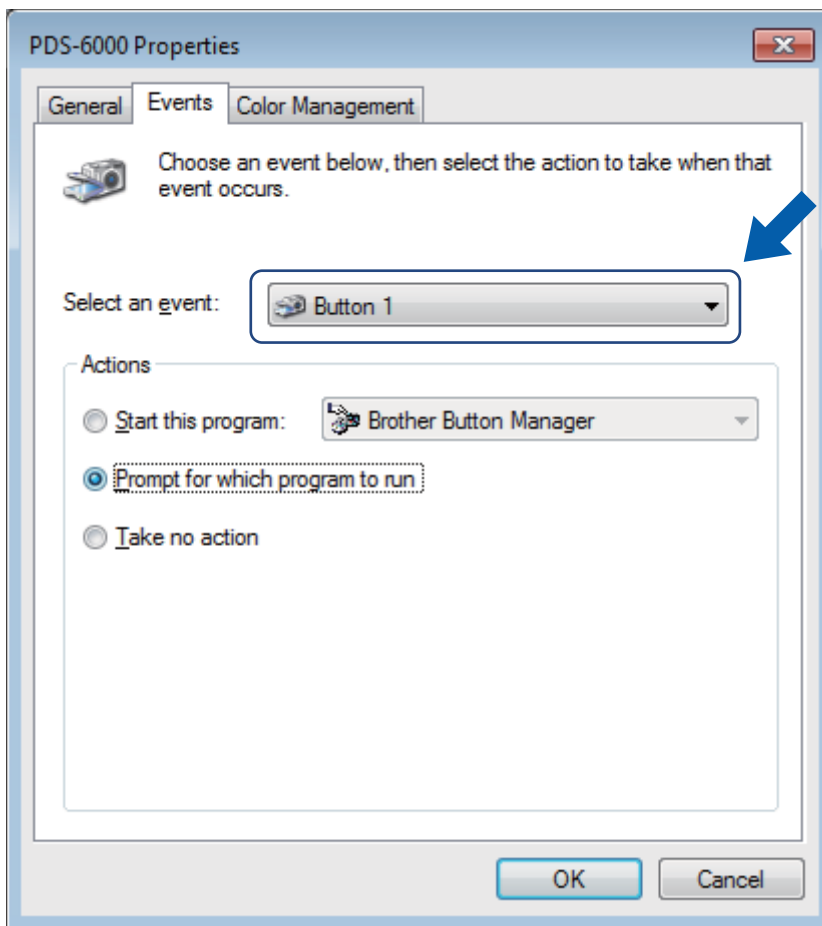 PDS-6000 Properties
General Events Color Management
Choose an event below, then select the action to take when that
event occurs.
Select an event: Button 1
Actions
Start this program: Brother Button Manager
Prompt for which program to run
Take no action
OK Cancel